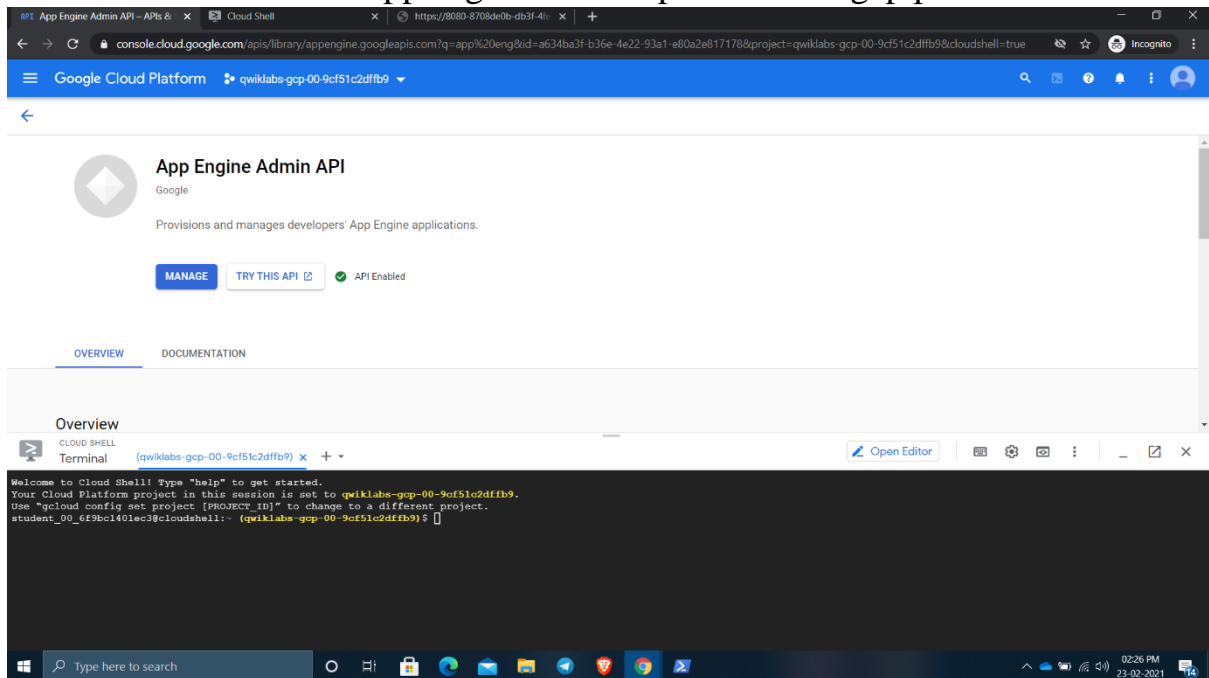 App Engine Admin API – APIs &
Cloud Shell
https://8080-8708de0b-db3f-4fe
console.cloud.google.com/apis/library/appengine.googleapis.com?q=app%20eng&id=a634ba3f-b36e-4e22-93a1-e80a2e817178&project=qwiklabs-gcp-00-9cf51c2dffb9&cloudshell=true
Incognito
Google Cloud Platform
qwiklabs-gcp-00-9cf51c2dffb9
App Engine Admin API
Google
Provisions and manages developers' App Engine applications.
MANAGE
TRY THIS API
API Enabled
OVERVIEW
DOCUMENTATION
Overview
CLOUD SHELL
Terminal
(qwiklabs-gcp-00-9cf51c2dffb9)
Open Editor
Welcome to Cloud Shell! Type "help" to get started.
Your Cloud Platform project in this session is set to qwiklabs-gcp-00-9cf51c2dffb9.
Use "gcloud config set project [PROJECT_ID]" to change to a different project.
student_00_6f9bc1401ec3@cloudshell:~ (qwiklabs-gcp-00-9cf51c2dffb9)$
Type here to search
02:26 PM
23-02-2021
14